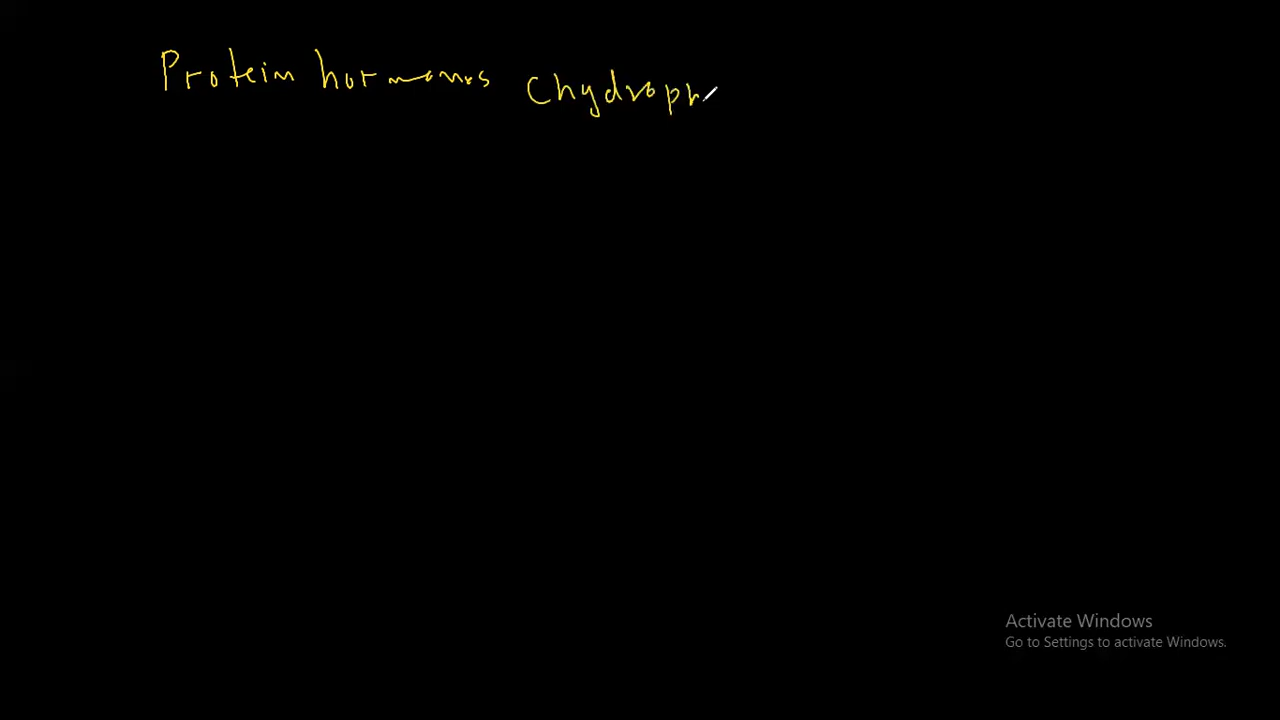 Protein hormones (hydroph
Activate Windows
Go to Settings to activate Windows.